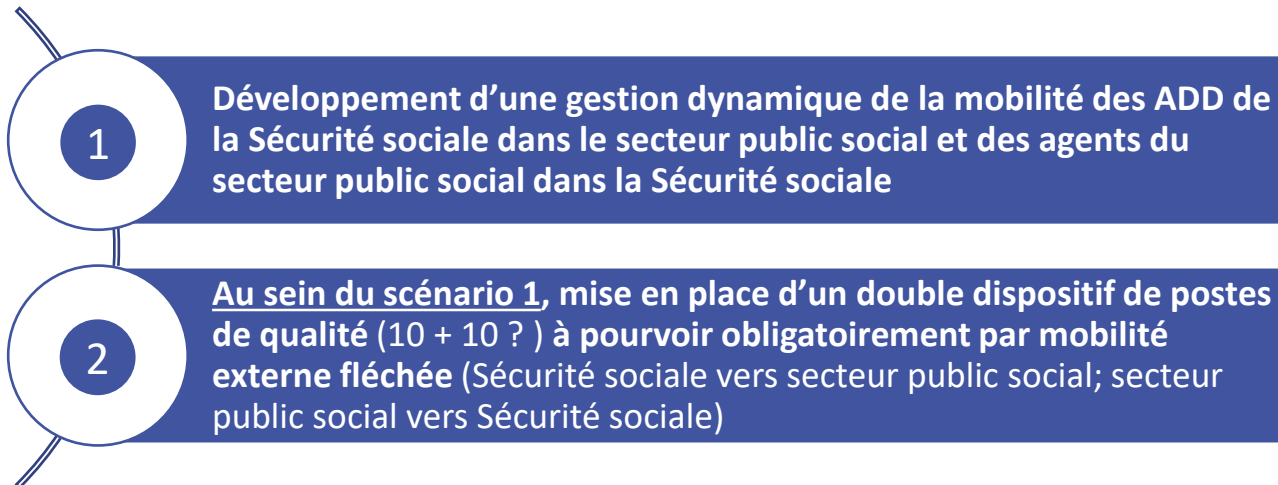 1
Développement d’une gestion dynamique de la mobilité des ADD de
la Sécurité sociale dans le secteur public social et des agents du
secteur public social dans la Sécurité sociale
2
Au sein du scénario 1, mise en place d’un double dispositif de postes
de qualité (10 + 10 ? ) à pourvoir obligatoirement par mobilité
externe fléchée (Sécurité sociale vers secteur public social; secteur
public social vers Sécurité sociale)